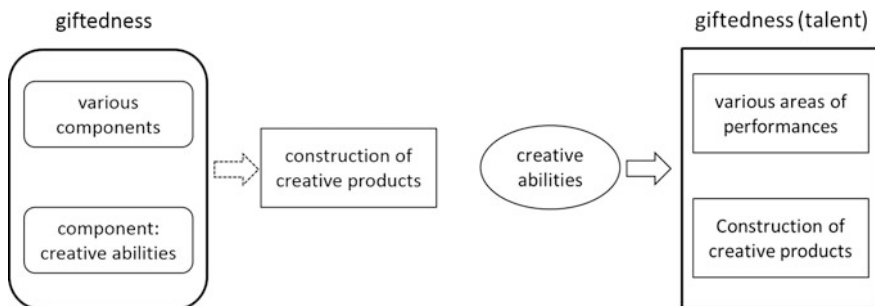 giftedness
various
components
component:
creative abilities
construction of
creative products
creative
abilities
giftedness (talent)
various areas of
performances
Construction of
creative products